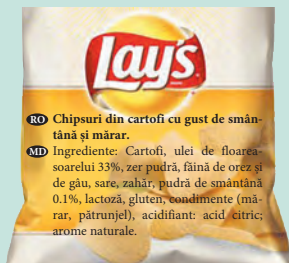 Lay's
RO Chipsuri din cartofi cu gust de smân-
tână și mărar.
MD Ingrediente: Cartofi, ulei de floarea-
soarelui 33%, zer pudră, făină de orez și
de gâu, sare, zahăr, pudră de smântână
0.1%, lactoză, gluten, condimente (mă-
rar, pătrunjel), acidifiant: acid citric;
arome naturale.